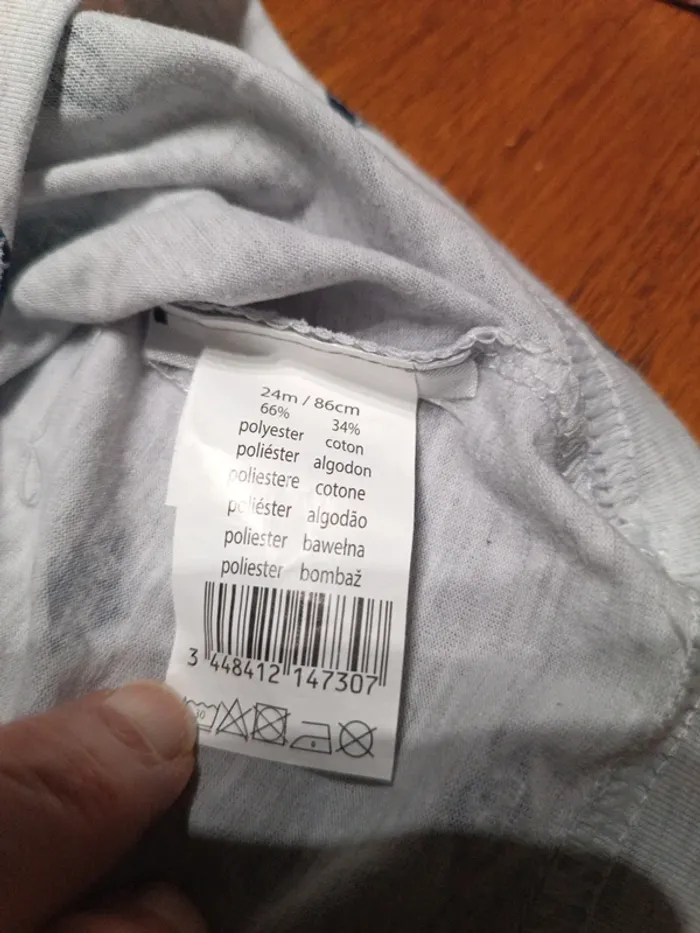 24m / 86cm
66% 34%
polyester coton
poliéster algodon
poliestere cotone
poliéster algodão
poliester bawełna
poliester bombaž
3 448412 147307
30